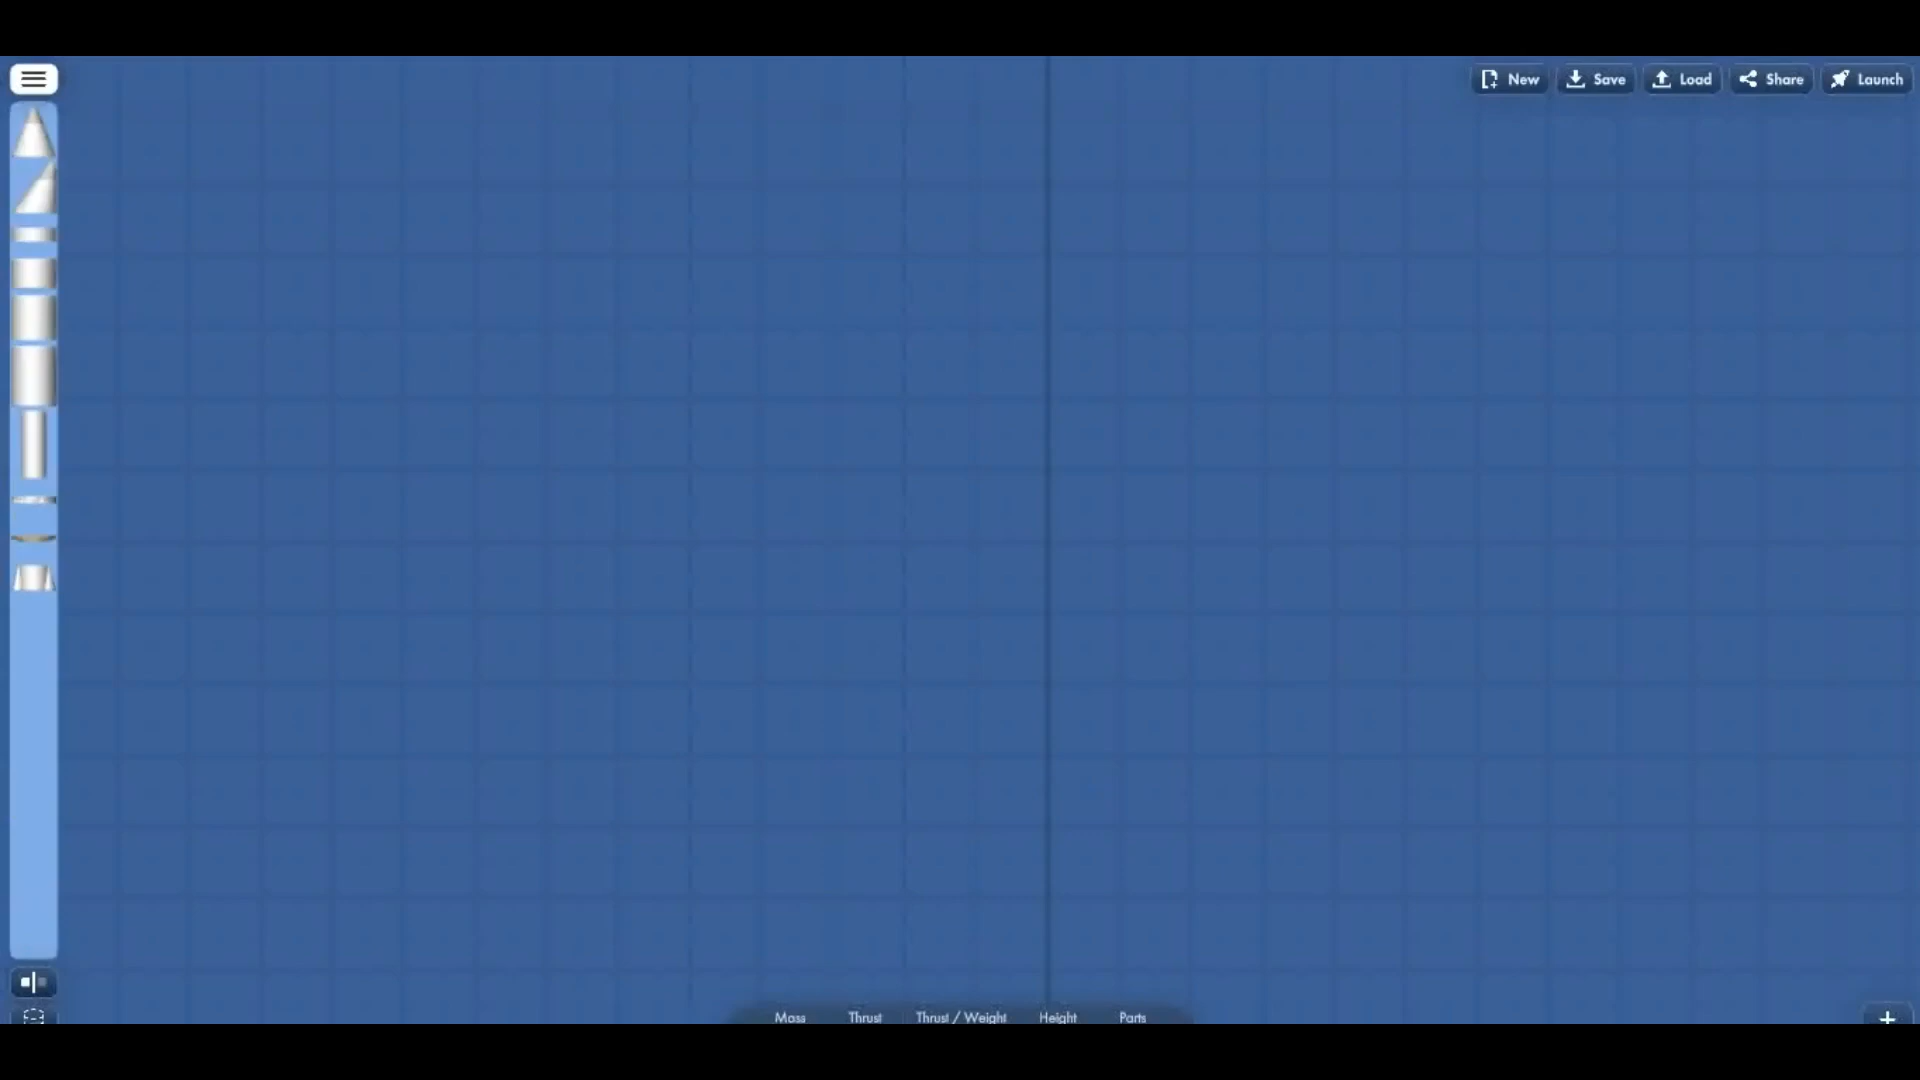 New
Save
Load
Share
Launch
Mass
Thrust
Thrust / Weight
Height
Parts